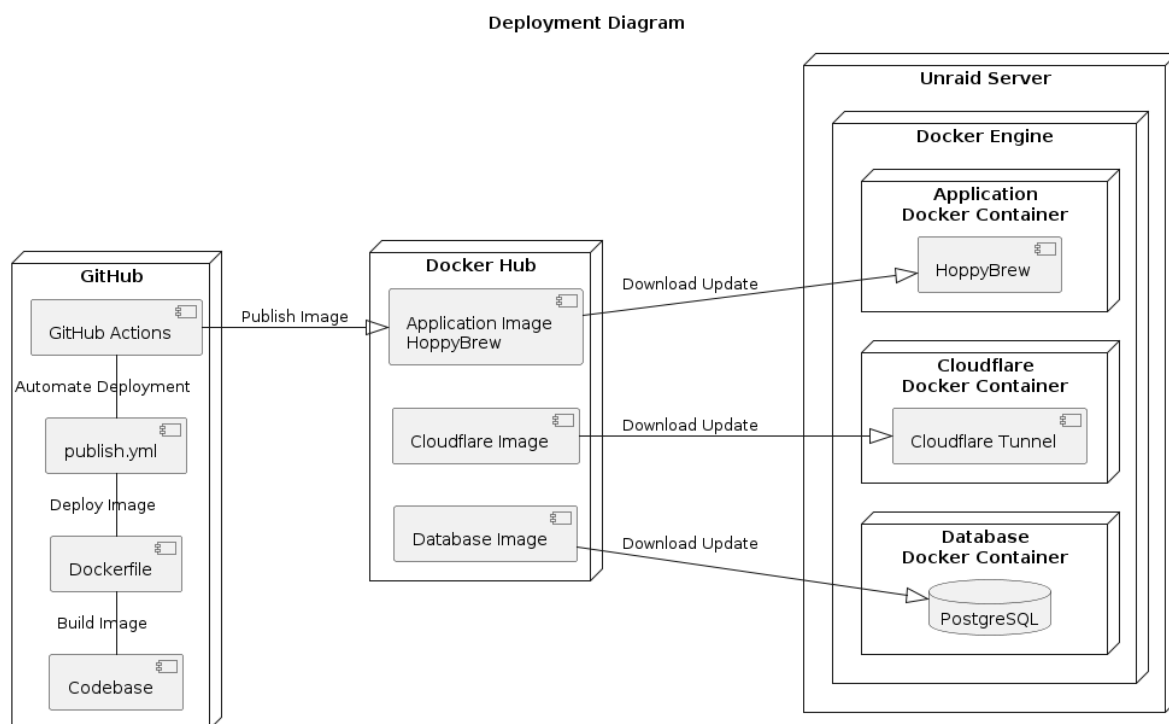 Deployment Diagram
GitHub
GitHub Actions
Automate Deployment
publish.yml
Deploy Image
Dockerfile
Build Image
Codebase
Publish Image
Docker Hub
Application Image
HoppyBrew
Cloudflare Image
Database Image
Download Update
Download Update
Download Update
Unraid Server
Docker Engine
Application
Docker Container
HoppyBrew
Cloudflare
Docker Container
Cloudflare Tunnel
Database
Docker Container
PostgreSQL